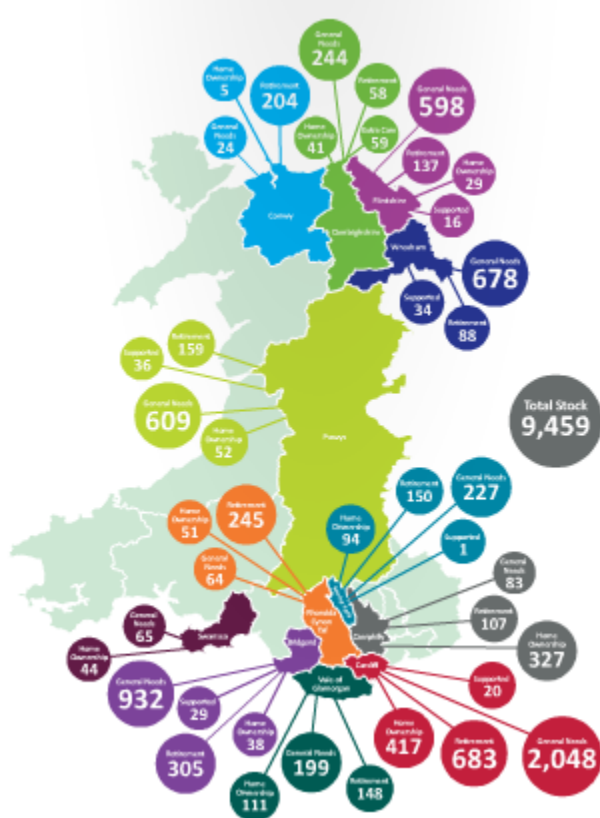 General
Needs
244
Home
Ownership
5
Retirement
204
Retirement
58
General Needs
598
General
Needs
24
Home
Ownership
41
Extra Care
59
Retirement
137
Home
Ownership
29
Supported
16
Conwy
Denbighshire
Flintshire
Wrexham
General Needs
678
Supported
34
Retirement
88
Retirement
159
Supported
36
General Needs
609
Home
Ownership
52
Powys
Total Stock
9,459
Retirement
150
General Needs
227
Home
Ownership
94
Supported
1
Home
Ownership
51
Retirement
245
General
Needs
64
General
Needs
83
Retirement
107
Home
Ownership
327
General
Needs
65
Home
Ownership
44
Swansea
Rhondda
Cynon
Taf
Caerphilly
Bridgend
Cardiff
Vale of
Glamorgan
General Needs
932
Supported
29
Retirement
305
Home
Ownership
38
Home
Ownership
111
General Needs
199
Retirement
148
Home
Ownership
417
Retirement
683
Supported
20
General Needs
2,048